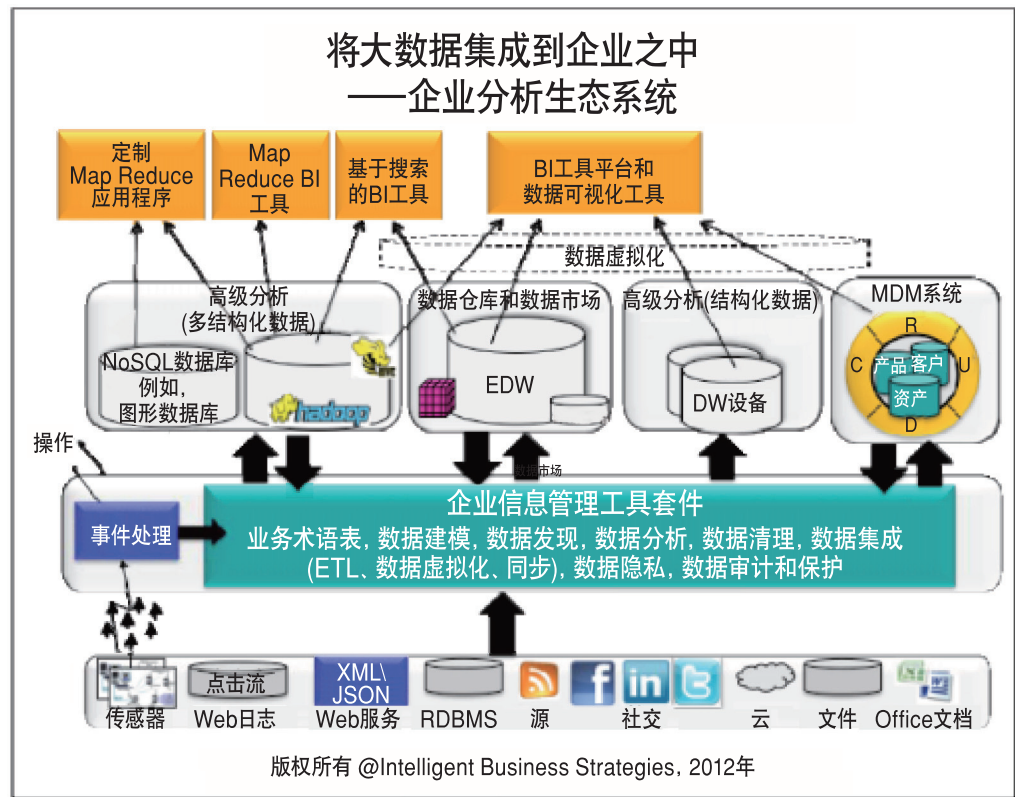 将大数据集成到企业之中
——企业分析生态系统
定制
Map Reduce
应用程序
Map
Reduce BI
工具
基于搜索
的BI工具
BI工具平台和
数据可视化工具
数据虚拟化
高级分析
(多结构化数据)
NoSQL数据库
例如,
图形数据库
hadoop
数据仓库和数据市场
EDW
数据市场
高级分析(结构化数据)
DW设备
MDM系统
R
C
产品
客户
U
资产
D
操作
事件处理
企业信息管理工具套件
业务术语表, 数据建模, 数据发现, 数据分析, 数据清理, 数据集成
(ETL、数据虚拟化、同步), 数据隐私, 数据审计和保护
传感器
点击流
Web日志
XML\
JSON
Web服务
RDBMS
源
f
in
t
社交
云
文件
Office文档
版权所有 @Intelligent Business Strategies, 2012年